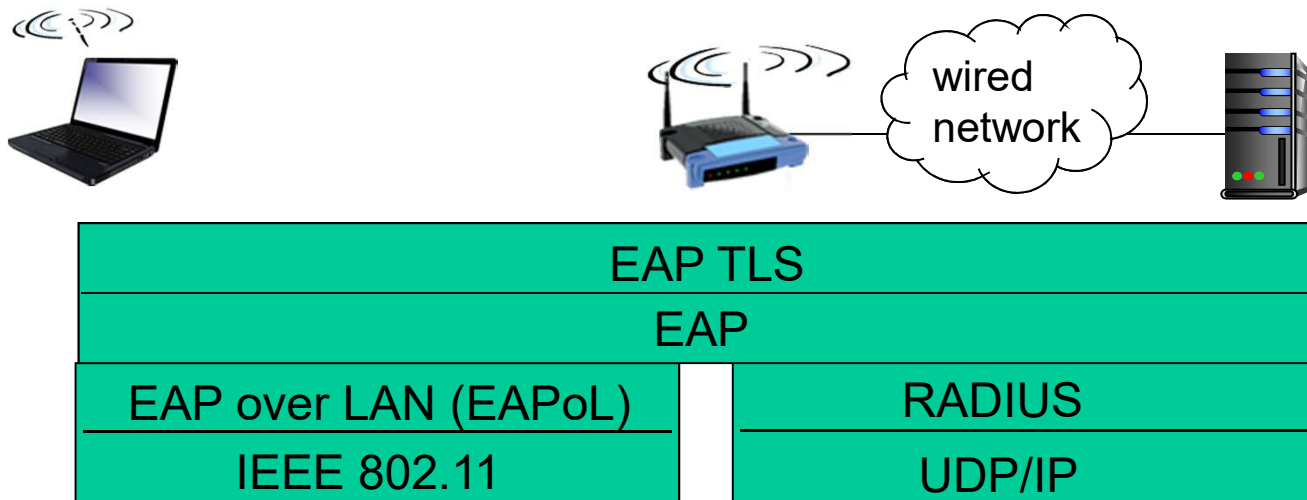 wired
network
EAP TLS
EAP
EAP over LAN (EAPoL)
RADIUS
IEEE 802.11
UDP/IP